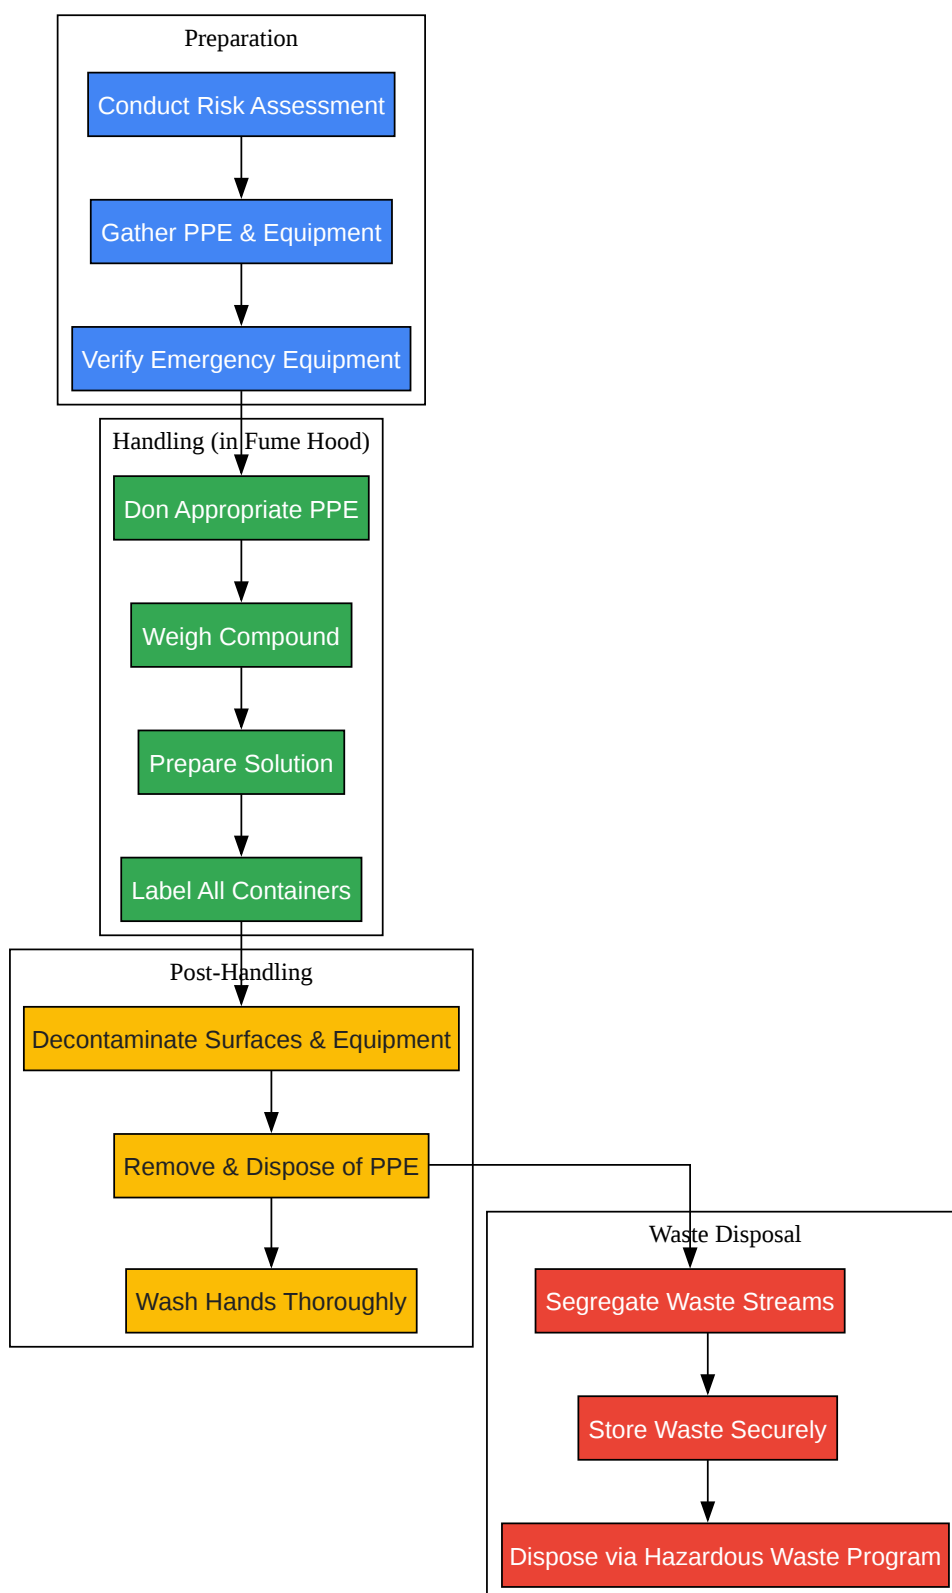 Preparation
Conduct Risk Assessment
Gather PPE & Equipment
Verify Emergency Equipment
Handling (in Fume Hood)
Don Appropriate PPE
Weigh Compound
Prepare Solution
Label All Containers
Post-Handling
Decontaminate Surfaces & Equipment
Remove & Dispose of PPE
Wash Hands Thoroughly
Waste Disposal
Segregate Waste Streams
Store Waste Securely
Dispose via Hazardous Waste Program